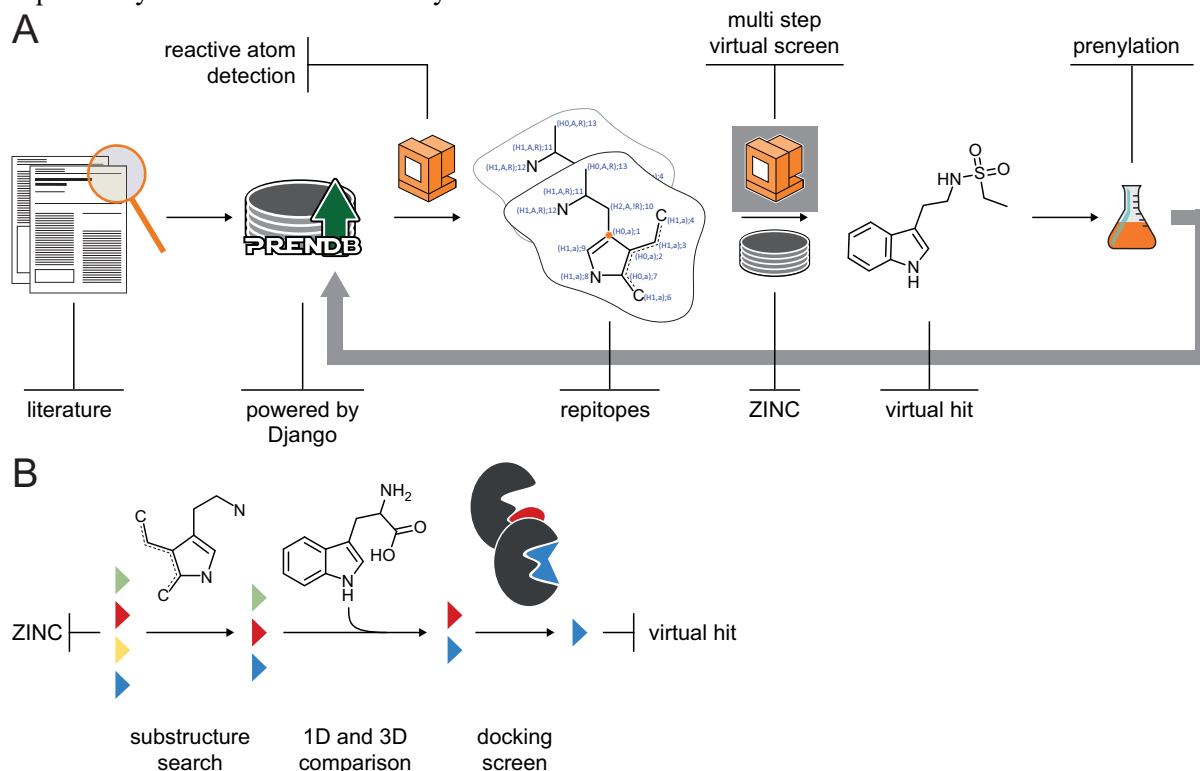 A
reactive atom
detection
multi step
virtual screen
prenylation
PRENDB
(H0,A,R);13
(H1,A,R);11
(H1,A,R);12
N
(H0,A,R);13
(H1,A,R);11
(H1,A,R);12
N
(H2,A,!R);10
C
(H1,a);4
(H0,a);1
(H1,a);3
(H1,a);9
(H0,a);2
(H1,a);8
N
(H0,a);7
C
(H1,a);6
O
HN
S
O
N
H
literature
powered by
Django
repitopes
ZINC
virtual hit
B
C
N
N
C
NH2
O
HO
N
H
ZINC
virtual hit
substructure
search
1D and 3D
comparison
docking
screen